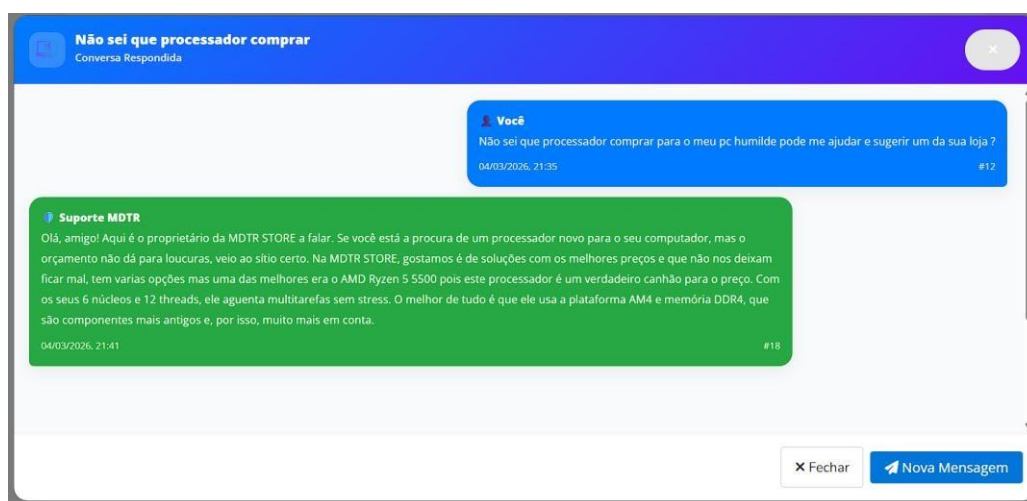 Não sei que processador comprar
Conversa Respondida
Você
Não sei que processador comprar para o meu pc humilde pode me ajudar e sugerir um da sua loja ?
04/03/2026, 21:35 #12
Suporte MDTR
Olá, amigo! Aqui é o proprietário da MDTR STORE a falar. Se você está a procura de um processador novo para o seu computador, mas o
orçamento não dá para loucuras, veio ao sítio certo. Na MDTR STORE, gostamos é de soluções com os melhores preços e que não nos deixam
ficar mal, tem varias opções mas uma das melhores era o AMD Ryzen 5 5500 pois este processador é um verdadeiro canhão para o preço. Com
os seus 6 núcleos e 12 threads, ele aguenta multitarefas sem stress. O melhor de tudo é que ele usa a plataforma AM4 e memória DDR4, que
são componentes mais antigos e, por isso, muito mais em conta.
04/03/2026, 21:41 #18
Fechar Nova Mensagem